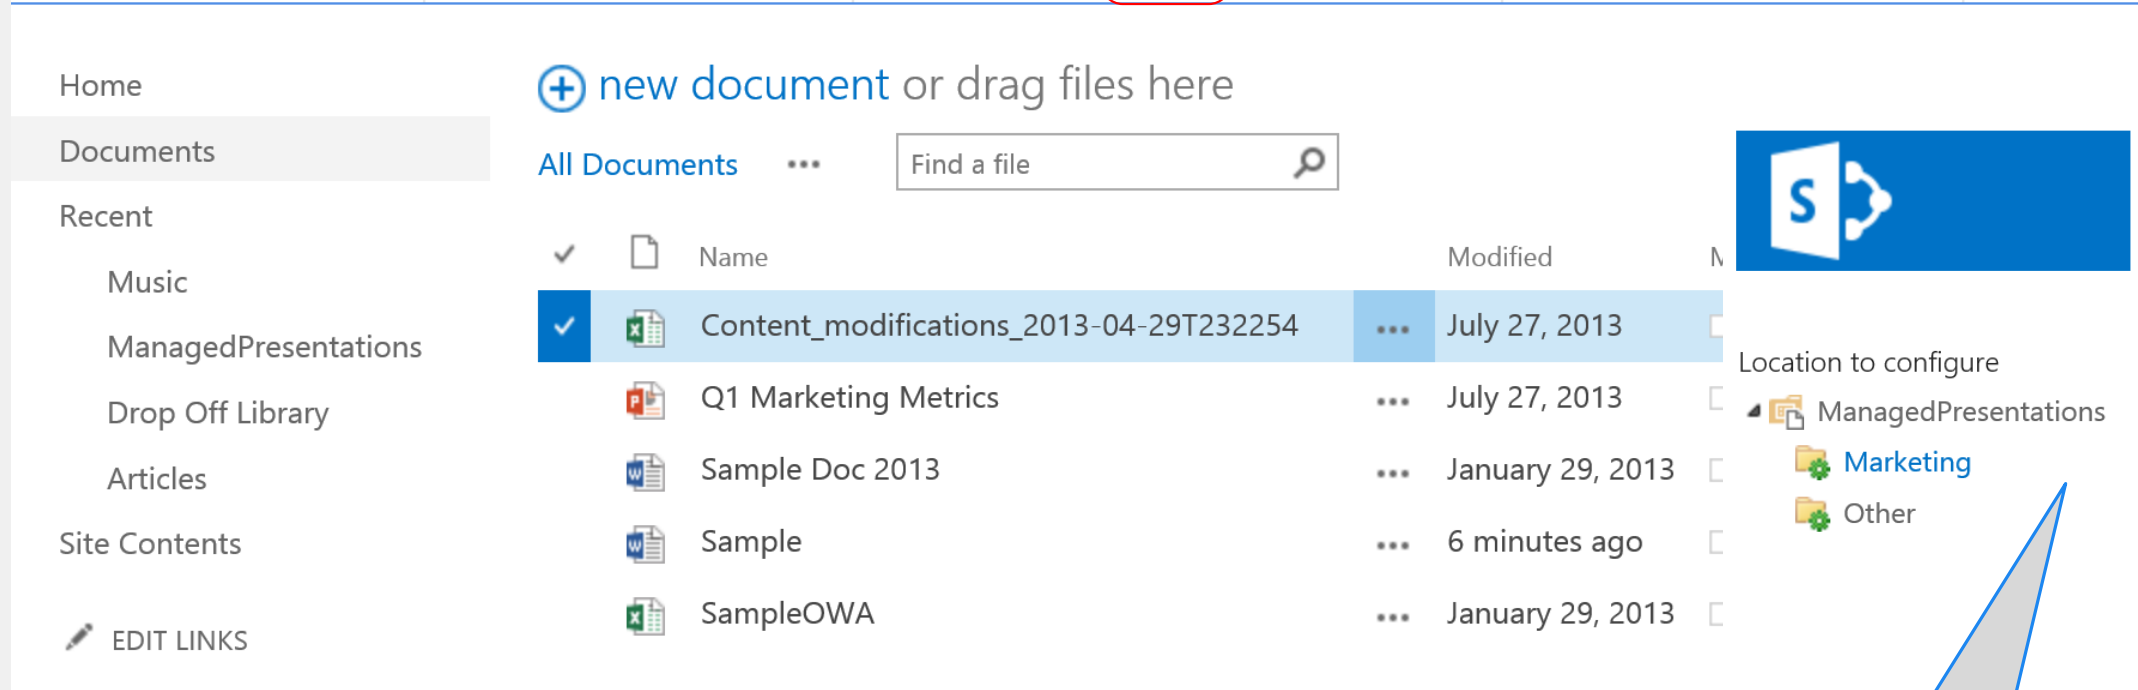 Home
Documents
Recent
Music
ManagedPresentations
Drop Off Library
Articles
Site Contents
EDIT LINKS
new document or drag files here
All Documents ••• Find a file
Name Modified
Content_modifications_2013-04-29T232254 ••• July 27, 2013
Q1 Marketing Metrics ••• July 27, 2013
Sample Doc 2013 ••• January 29, 2013
Sample ••• 6 minutes ago
SampleOWA ••• January 29, 2013
S
Location to configure
ManagedPresentations
Marketing
Other